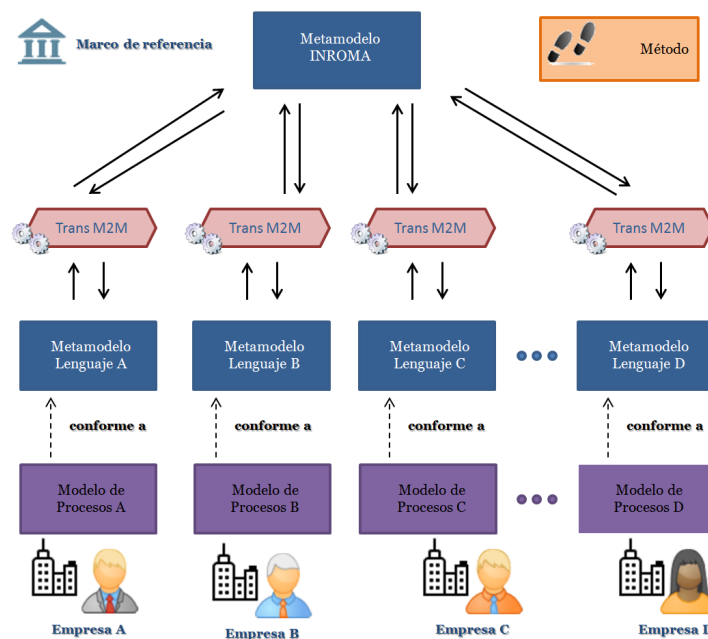 Marco de referencia
Metamodelo
INROMA
Método
Trans M2M
Trans M2M
Trans M2M
Trans M2M
Metamodelo
Lenguaje A
Metamodelo
Lenguaje B
Metamodelo
Lenguaje C
Metamodelo
Lenguaje D
conforme a
conforme a
conforme a
conforme a
Modelo de
Procesos A
Modelo de
Procesos B
Modelo de
Procesos C
Modelo de
Procesos D
Empresa A
Empresa B
Empresa C
Empresa